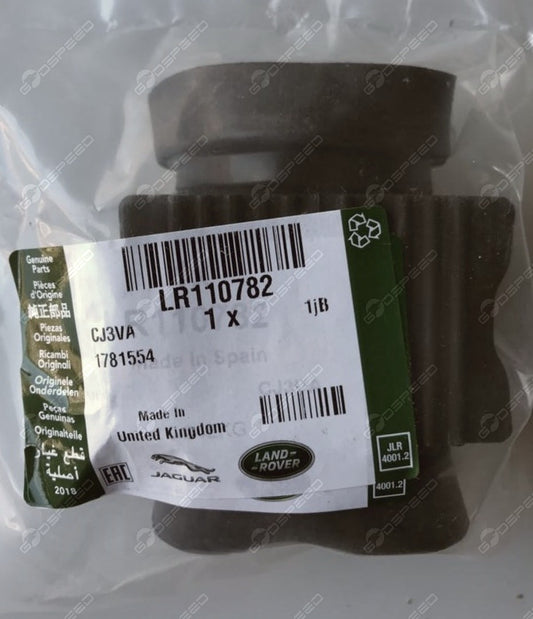 Genuine
Parts
Pièces
d'Origine
純正部品
Piezas
Originales
Ricambi
Originali
Originele
Onderdelen
Peças
Genuinas
Originalteile
قطع غيار
أصلية
2018
LR110782
1 x
1jB
CJ3VA
1781554
Made in Spain
Made In
United Kingdom
EAC
JAGUAR
LAND-
-ROVER
JLR
4001.2
4001.2
GODSPEED